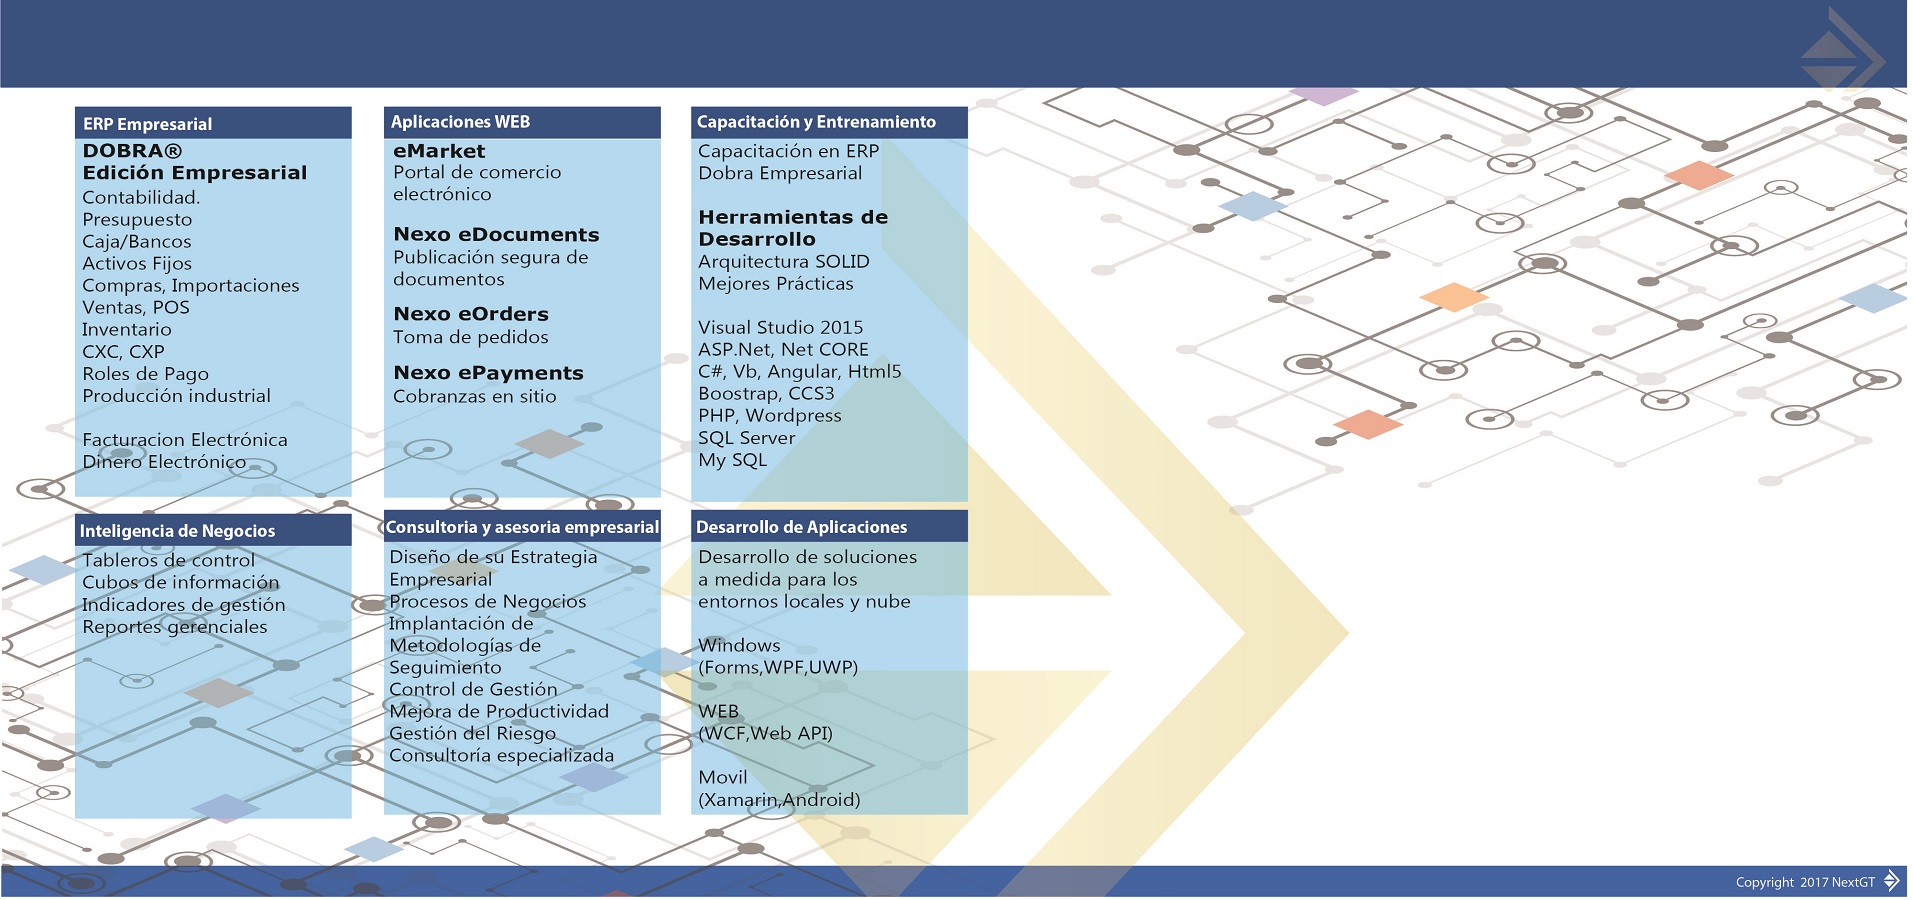 ERP Empresarial
DOBRA®
Edición Empresarial
Contabilidad.
Presupuesto
Caja/Bancos
Activos Fijos
Compras, Importaciones
Ventas, POS
Inventario
CXC, CXP
Roles de Pago
Producción industrial
Facturacion Electrónica
Dinero Electrónico
Aplicaciones WEB
eMarket
Portal de comercio
electrónico
Nexo eDocuments
Publicación segura de
documentos
Nexo eOrders
Toma de pedidos
Nexo ePayments
Cobranzas en sitio
Capacitación y Entrenamiento
Capacitación en ERP
Dobra Empresarial
Herramientas de
Desarrollo
Arquitectura SOLID
Mejores Prácticas
Visual Studio 2015
ASP.Net, Net CORE
C#, Vb, Angular, Html5
Boostrap, CCS3
PHP, Wordpress
SQL Server
My SQL
Inteligencia de Negocios
Tableros de control
Cubos de información
Indicadores de gestión
Reportes gerenciales
Consultoria y asesoria empresarial
Diseño de su Estrategia
Empresarial
Procesos de Negocios
Implantación de
Metodologías de
Seguimiento
Control de Gestión
Mejora de Productividad
Gestión del Riesgo
Consultoría especializada
Desarrollo de Aplicaciones
Desarrollo de soluciones
a medida para los
entornos locales y nube
Windows
(Forms,WPF,UWP)
WEB
(WCF,Web API)
Movil
(Xamarin,Android)
Copyright 2017 NextGT